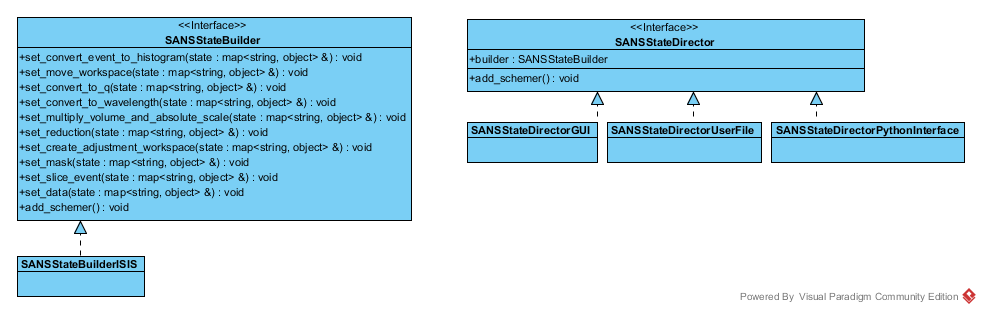 <<Interface>>
SANSStateBuilder
+set_convert_event_to_histogram(state : map<string, object> &) : void
+set_move_workspace(state : map<string, object> &) : void
+set_convert_to_q(state : map<string, object> &) : void
+set_convert_to_wavelength(state : map<string, object> &) : void
+set_multiply_volume_and_absolute_scale(state : map<string, object> &) : void
+set_reduction(state : map<string, object> &) : void
+set_create_adjustment_workspace(state : map<string, object> &) : void
+set_mask(state : map<string, object> &) : void
+set_slice_event(state : map<string, object> &) : void
+set_data(state : map<string, object> &) : void
+add_schemer() : void
SANSStateBuilderISIS
<<Interface>>
SANSStateDirector
+builder : SANSStateBuilder
+add_schemer() : void
SANSStateDirectorGUI
SANSStateDirectorUserFile
SANSStateDirectorPythonInterface
Powered By Visual Paradigm Community Edition